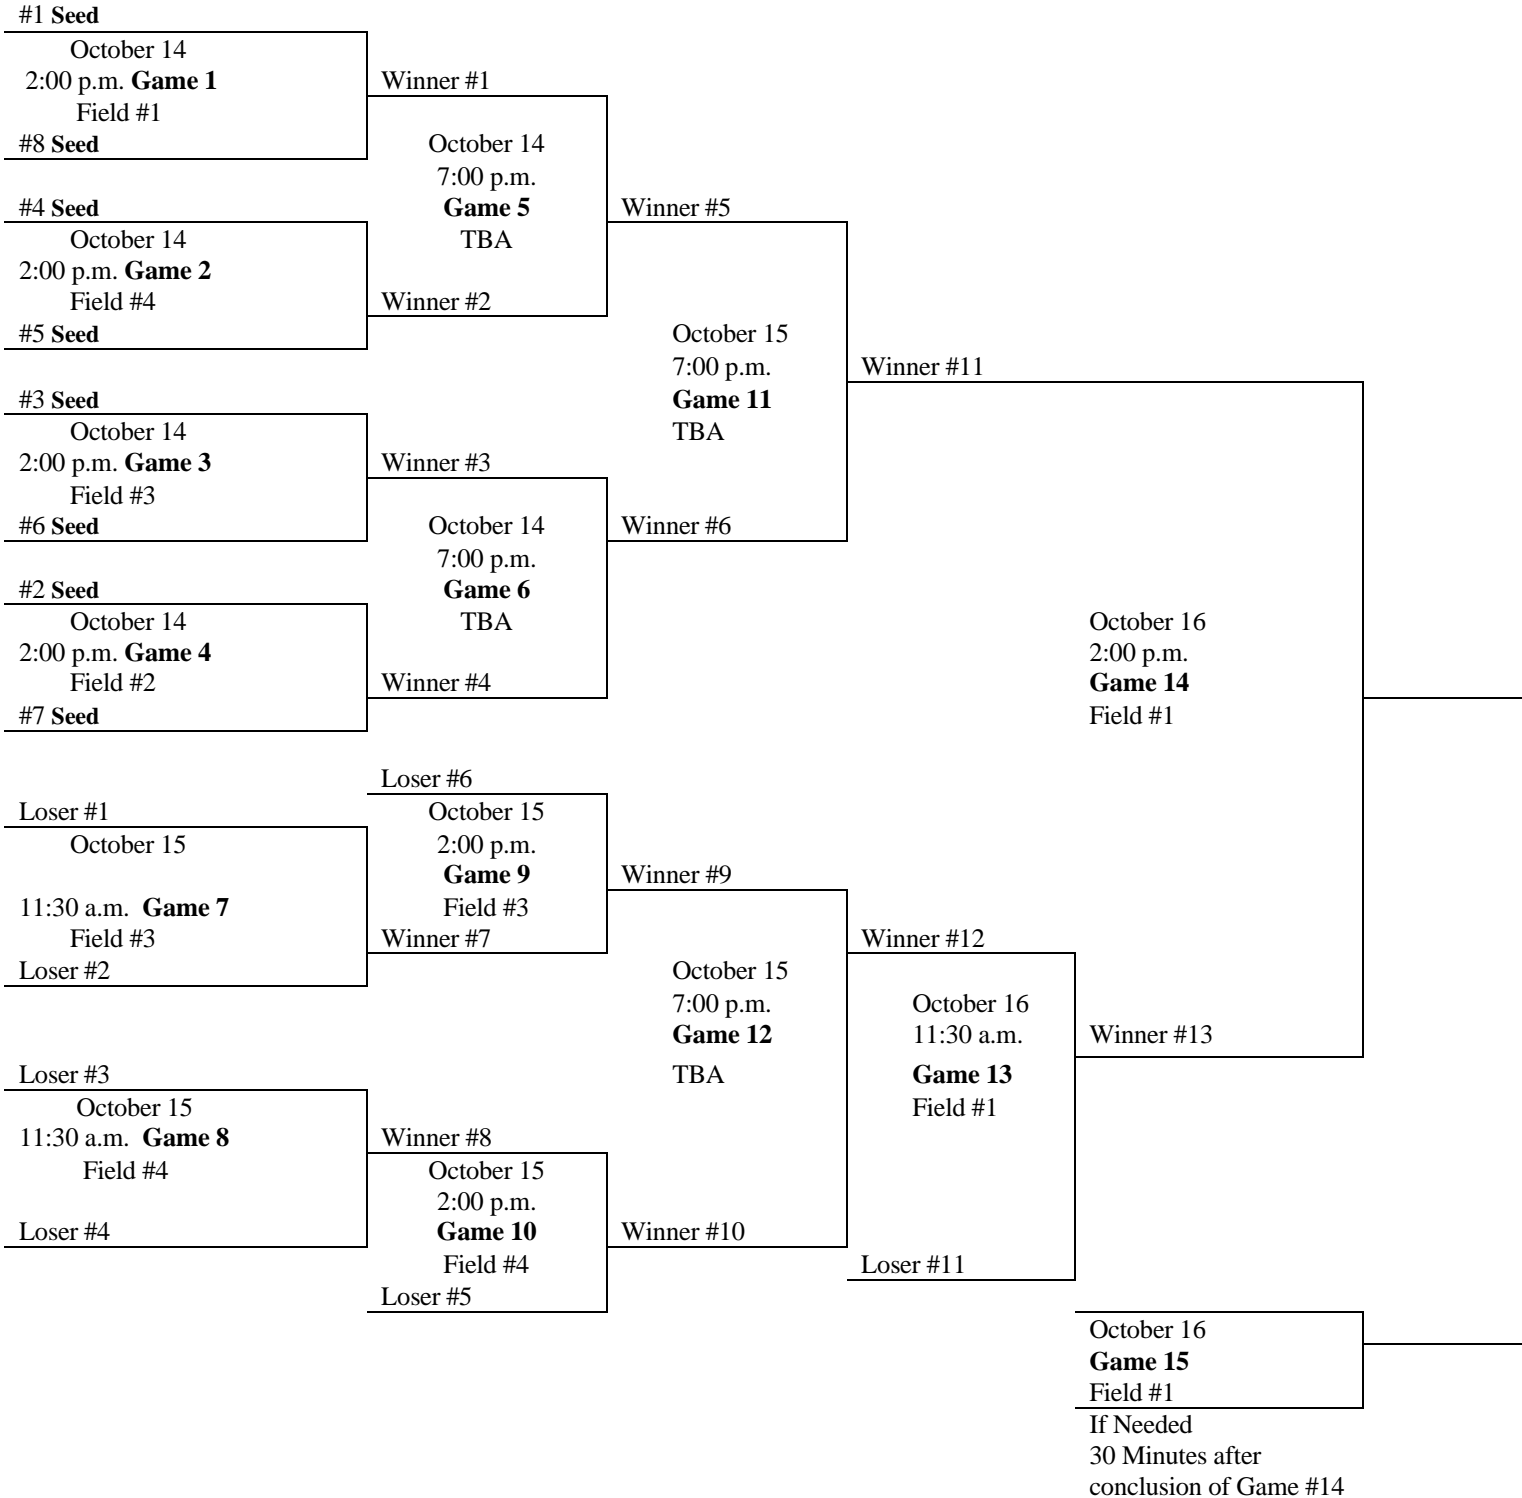 #1 Seed
October 14
2:00 p.m. Game 1
Field #1
#8 Seed
#4 Seed
October 14
2:00 p.m. Game 2
Field #4
#5 Seed
#3 Seed
October 14
2:00 p.m. Game 3
Field #3
#6 Seed
#2 Seed
October 14
2:00 p.m. Game 4
Field #2
#7 Seed
Loser #1
October 15
11:30 a.m. Game 7
Field #3
Loser #2
Loser #3
October 15
11:30 a.m. Game 8
Field #4
Loser #4
Winner #1
October 14
7:00 p.m.
Game 5
TBA
Winner #2
Winner #3
October 14
7:00 p.m.
Game 6
TBA
Winner #4
Loser #6
October 15
2:00 p.m.
Game 9
Field #3
Winner #7
Winner #8
October 15
2:00 p.m.
Game 10
Field #4
Loser #5
Winner #5
October 15
7:00 p.m.
Game 11
TBA
Winner #6
Winner #9
October 15
7:00 p.m.
Game 12
TBA
Winner #10
Winner #11
Winner #12
October 16
11:30 a.m.
Game 13
Field #1
Loser #11
October 16
2:00 p.m.
Game 14
Field #1
Winner #13
October 16
Game 15
Field #1
If Needed
30 Minutes after
conclusion of Game #14